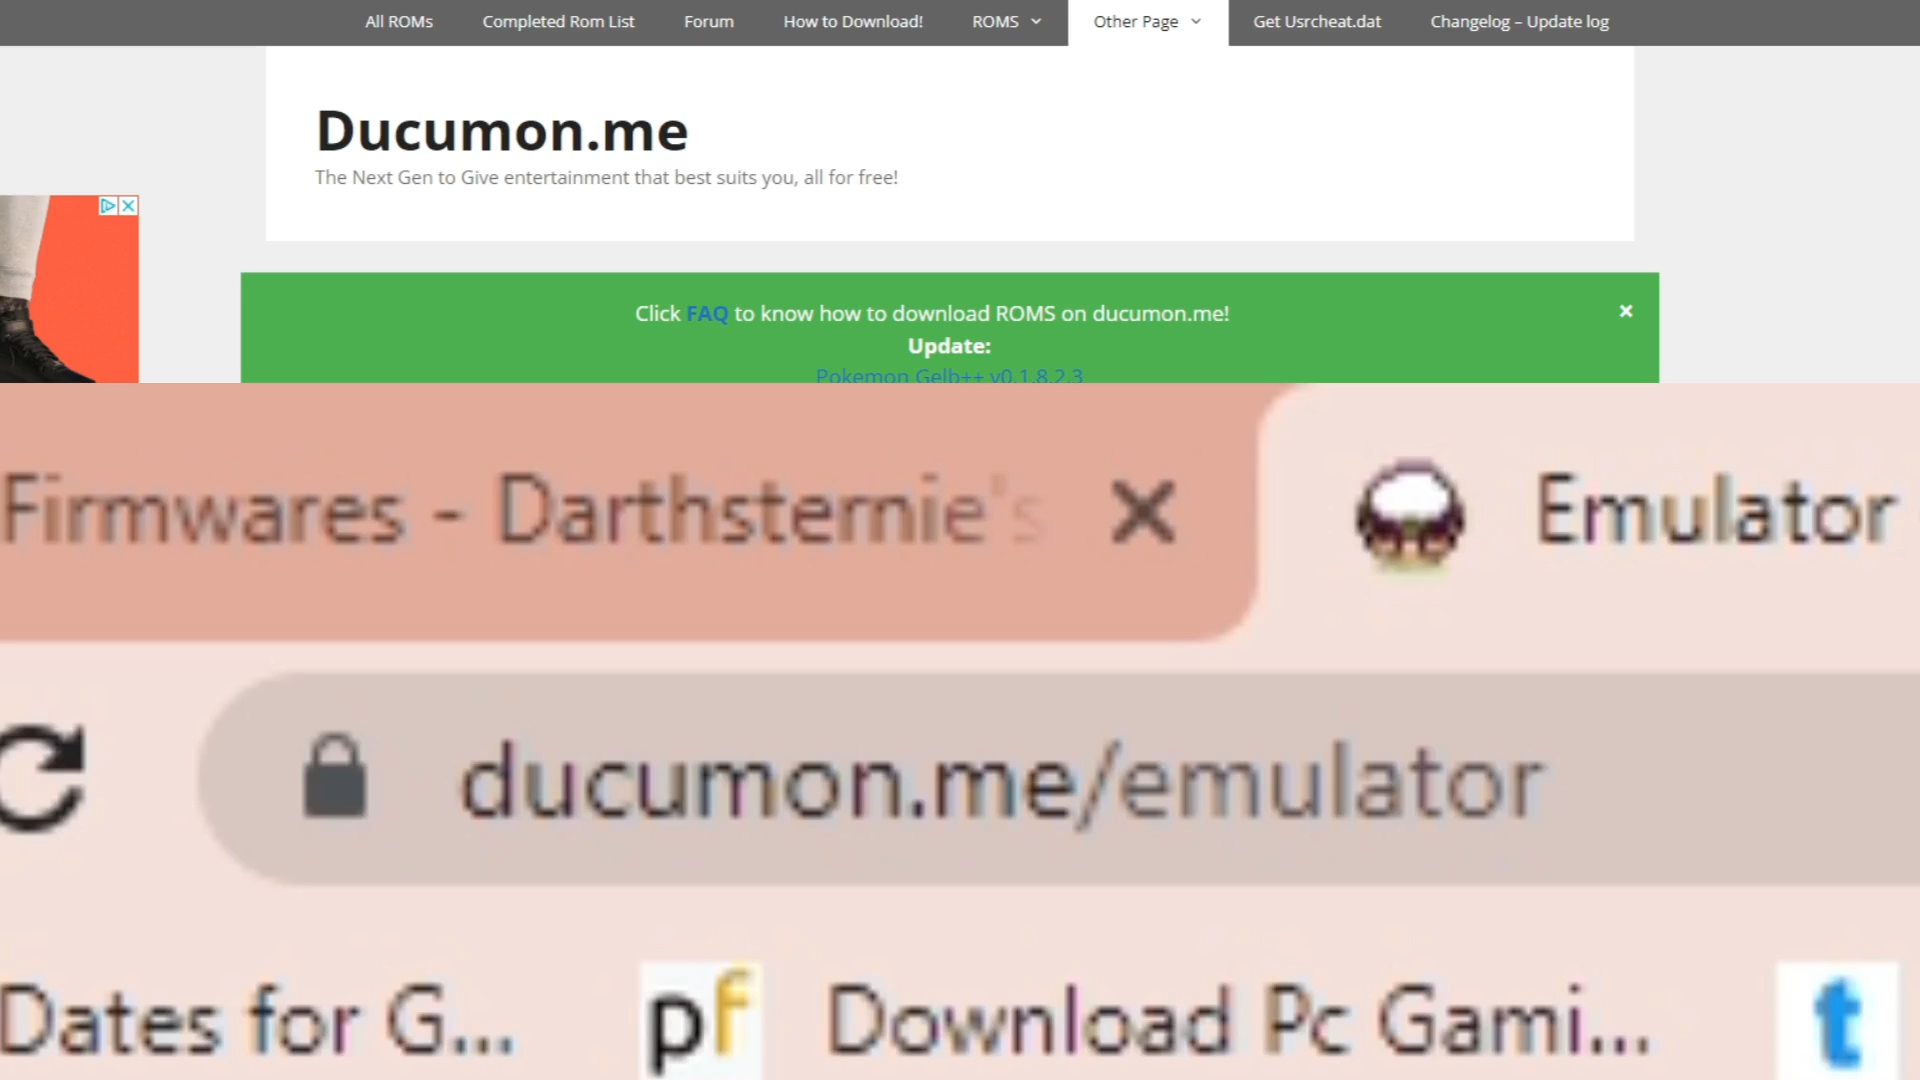 All ROMs Completed Rom List Forum How to Download! ROMS Other Page Get Usrcheat.dat Changelog – Update log
Ducumon.me
The Next Gen to Give entertainment that best suits you, all for free!
Click FAQ to know how to download ROMS on ducumon.me!
Update:
Pokemon Gelb++ v0.1.8.2.3
Firmwares - Darthsternie's Emulator
ducumon.me/emulator
Dates for G... pf Download Pc Gami... t